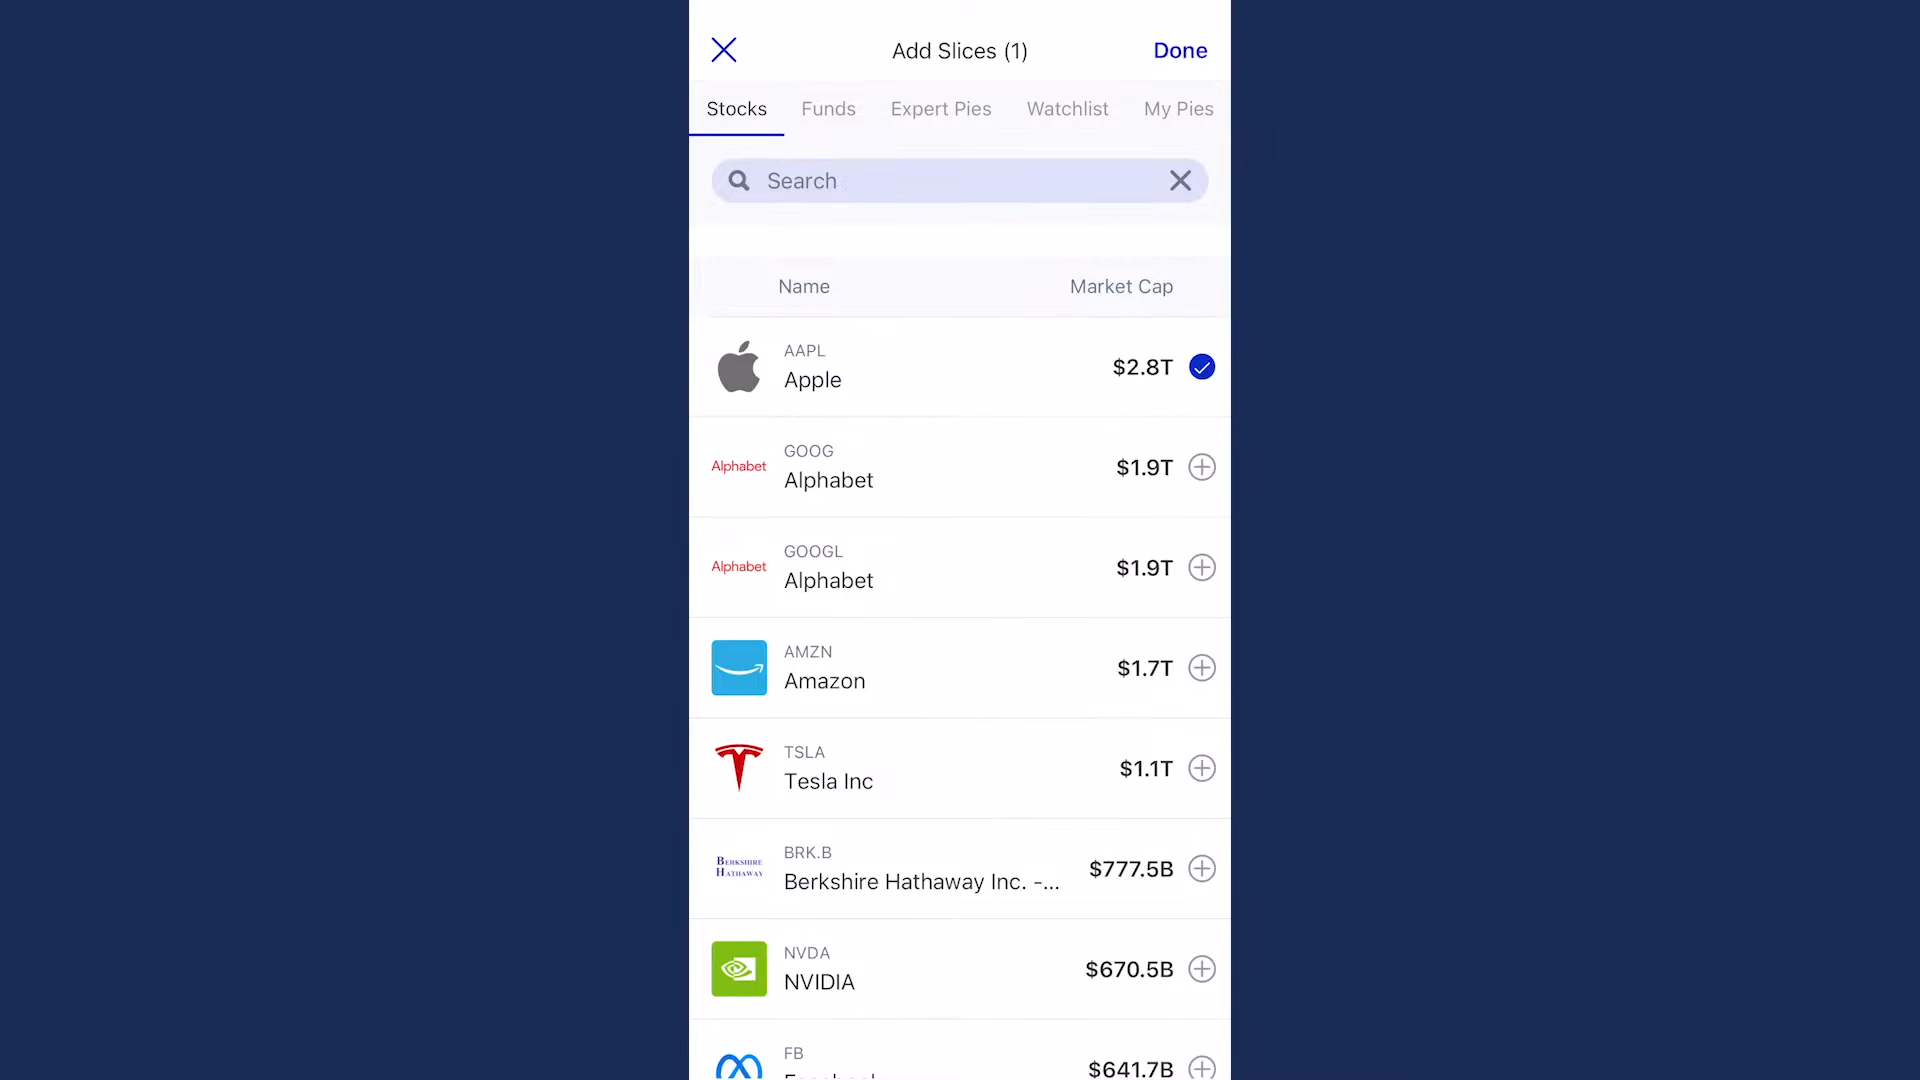 Add Slices (1)
Done
Stocks
Funds
Expert Pies
Watchlist
My Pies
Search
Name
Market Cap
AAPL
Apple
$2.8T
Alphabet
GOOG
Alphabet
$1.9T
Alphabet
GOOGL
Alphabet
$1.9T
AMZN
Amazon
$1.7T
TSLA
Tesla Inc
$1.1T
BERKSHIRE
HATHAWAY
BRK.B
Berkshire Hathaway Inc. -...
$777.5B
NVDA
NVIDIA
$670.5B
FB
$641.7B